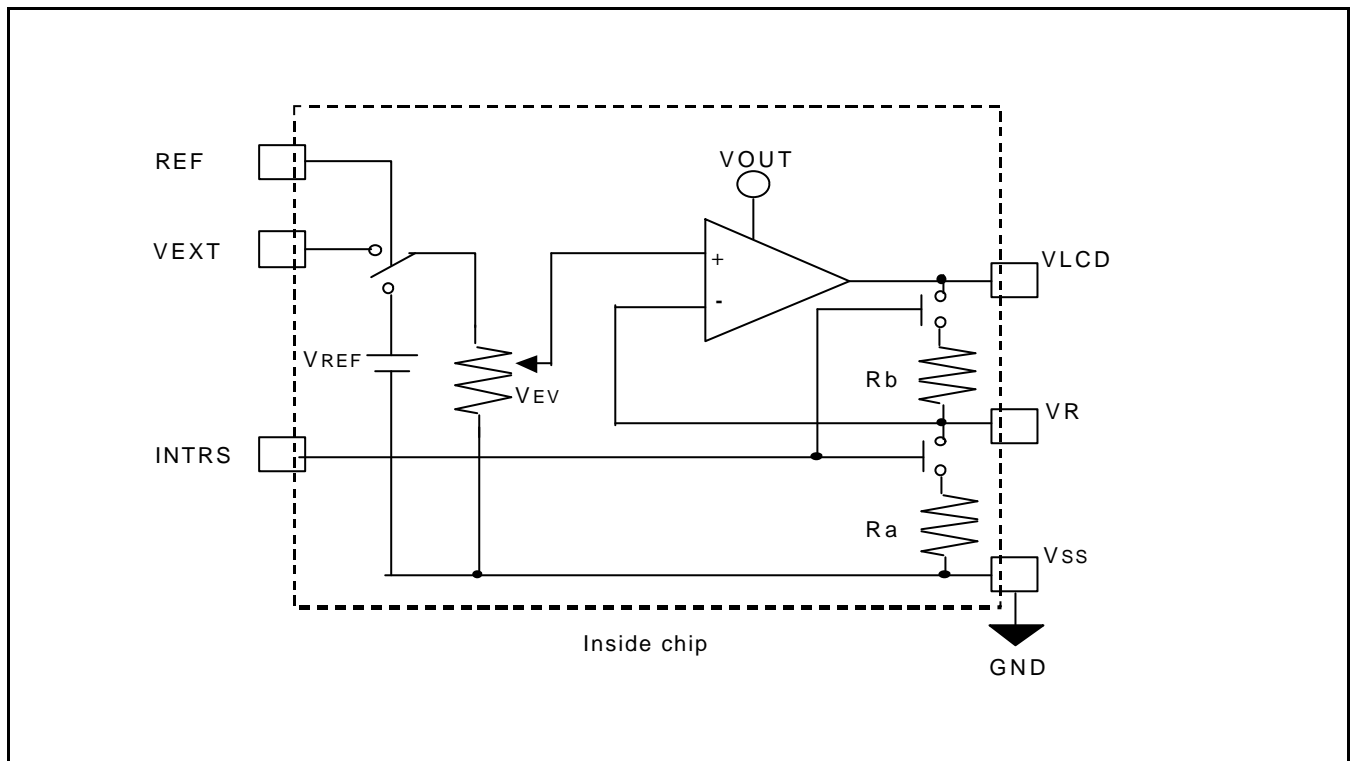 REF
VOUT
VEXT
VLCD
+
-
VREF
VEV
Rb
VR
INTRS
Ra
VSS
Inside chip
GND